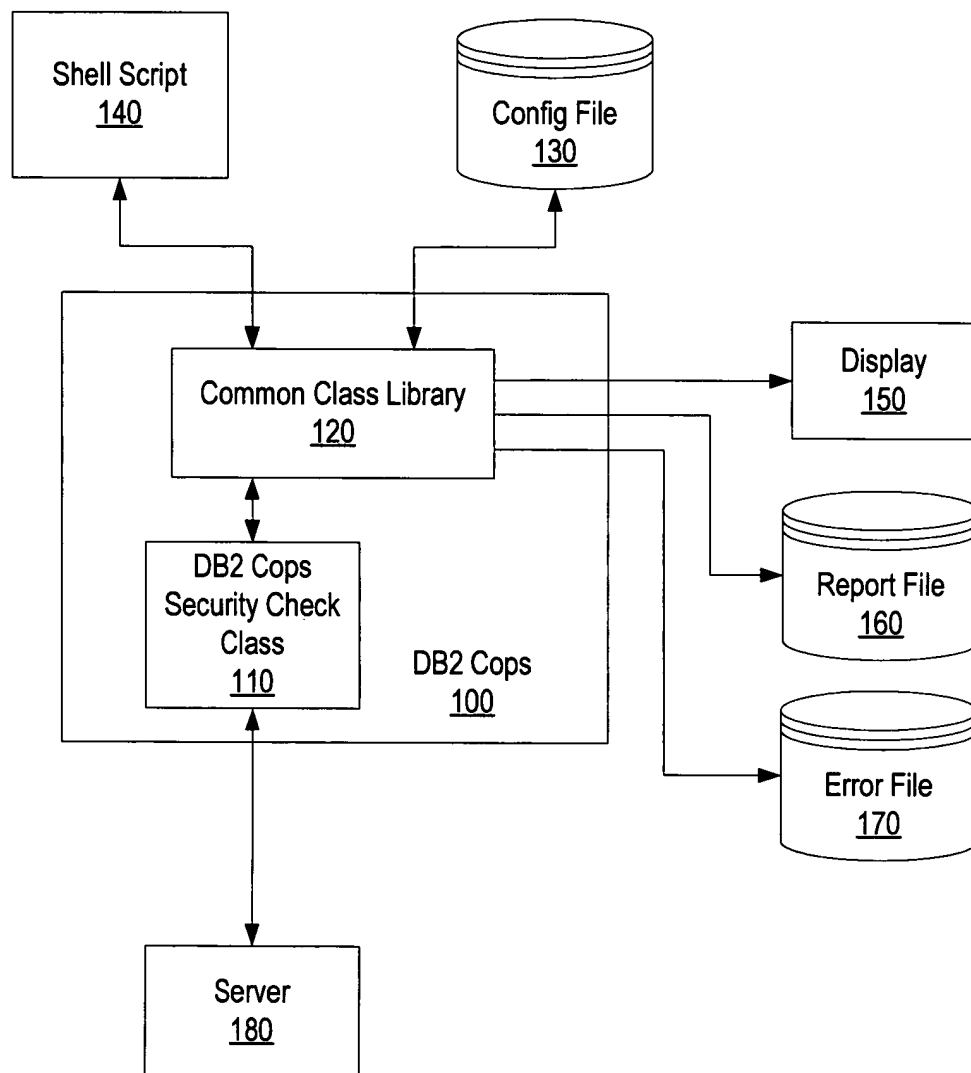 Shell Script
140
Config File
130
Common Class Library
120
Display
150
DB2 Cops
Security Check
Class
110
DB2 Cops
100
Report File
160
Error File
170
Server
180